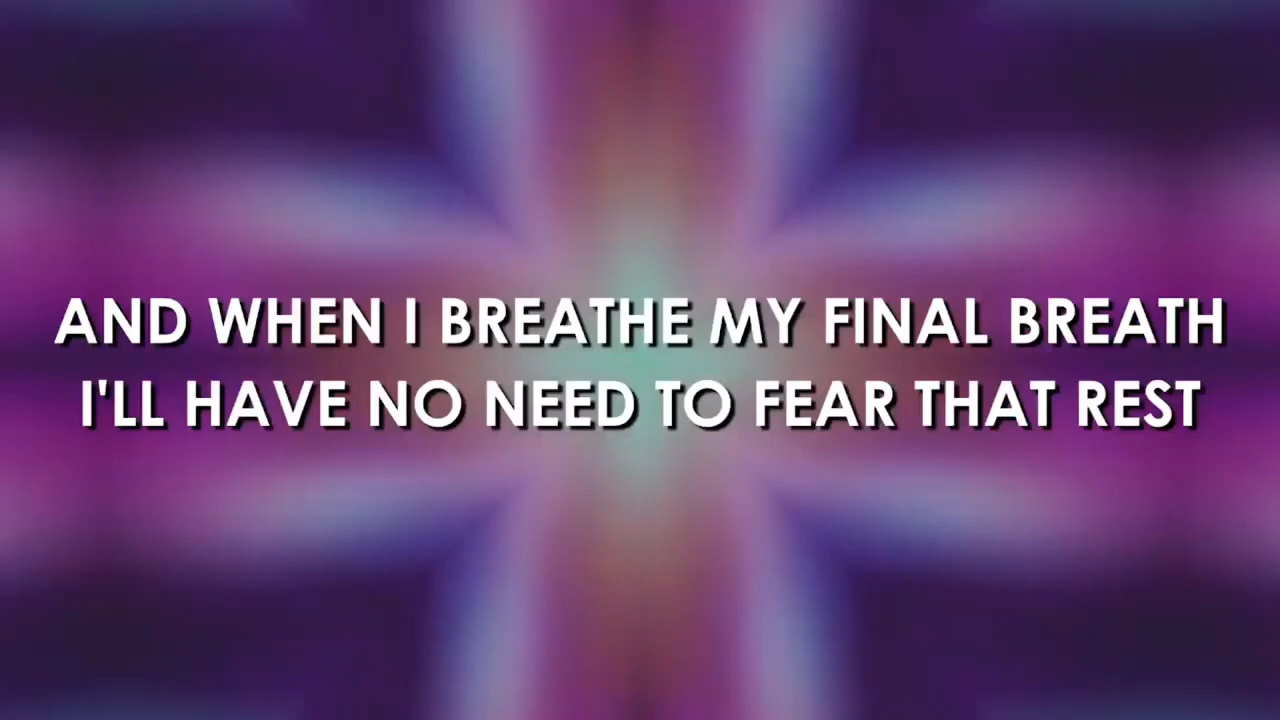 AND WHEN I BREATHE MY FINAL BREATH
I'LL HAVE NO NEED TO FEAR THAT REST